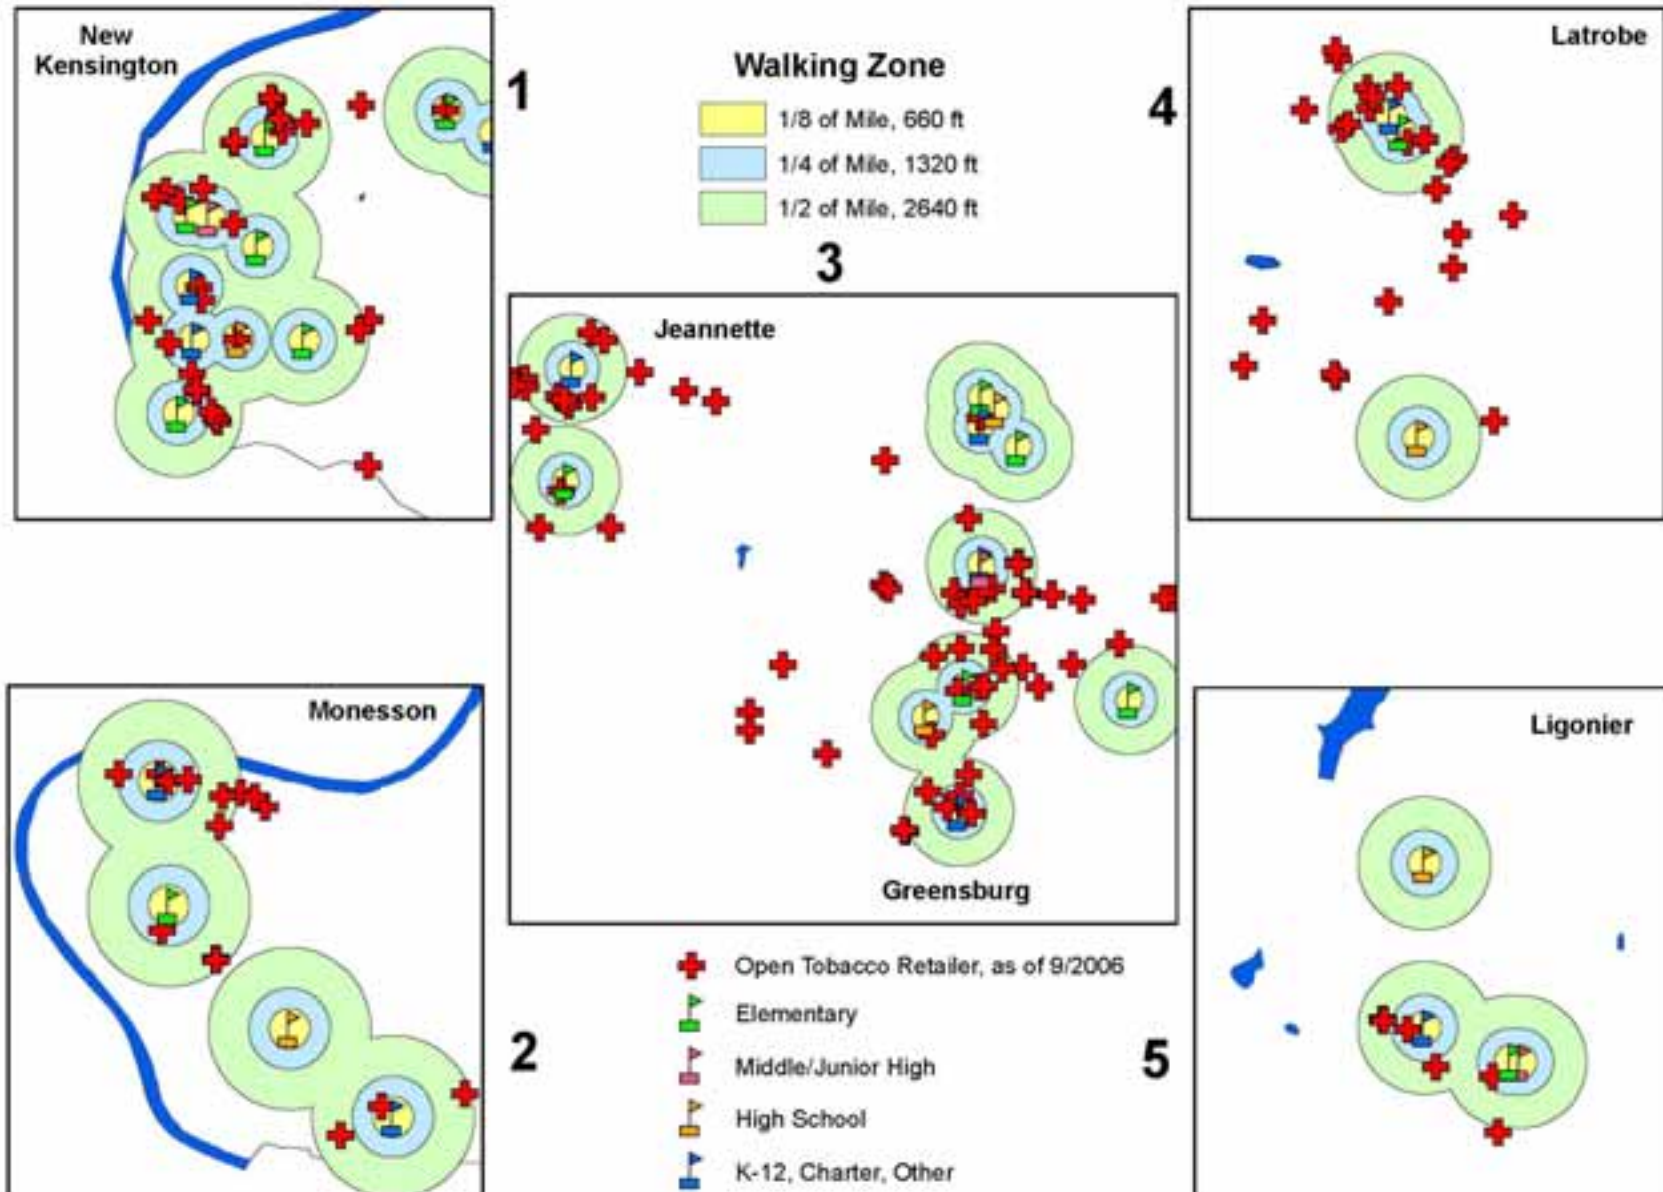 New
Kensington
1
Walking Zone
1/8 of Mile, 660 ft
1/4 of Mile, 1320 ft
1/2 of Mile, 2640 ft
4
Latrobe
3
Jeannette
Greensburg
Monesson
2
Open Tobacco Retailer, as of 9/2006
Elementary
Middle/Junior High
High School
K-12, Charter, Other
5
Ligonier